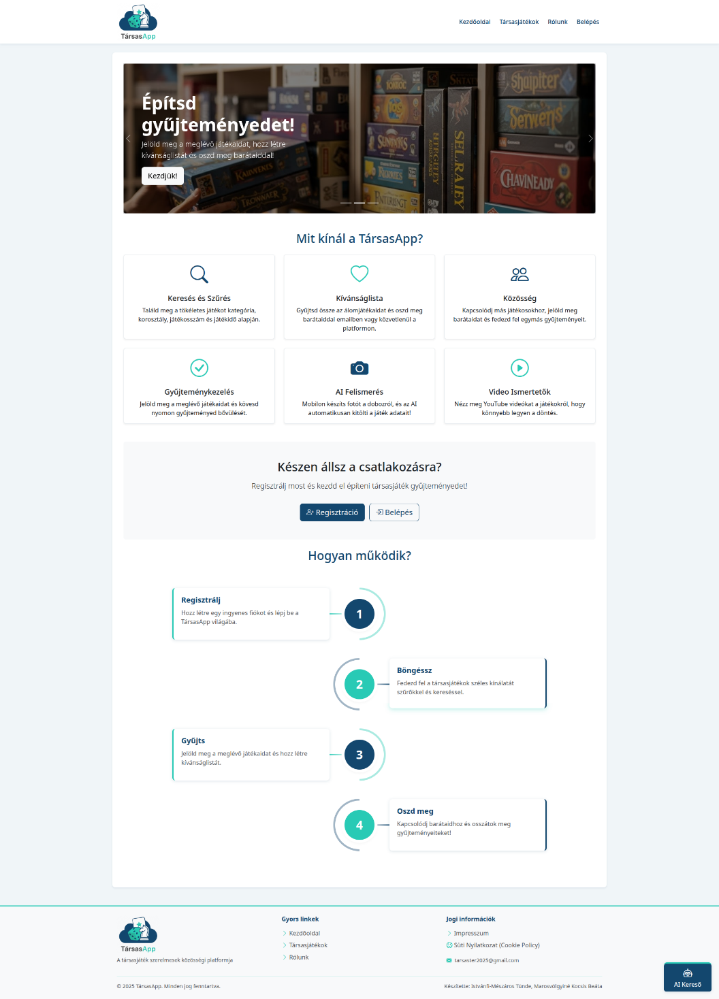 TársasApp
Kezdőoldal Társasjátékok Rólunk Belépés
Építsd
gyűjteményedet!
Jelöld meg a meglévő játékaidat, hozz létre
kívánságlistát és oszd meg barátaiddal!
Kezdjük!
SELRAIEY
CHAVINEADY
Mit kínál a TársasApp?
Keresés és Szűrés
Találd meg a tökéletes játékot kategória,
korosztály, játékosszám és játékidő alapján.
Kívánságlista
Gyűjtsd össze az álomjátékaidat és oszd meg
barátaiddal emailben vagy közvetlenül a
platformon.
Közösség
Kapcsolódj más játékosokhoz, jelöld meg
barátaidat és fedezd fel egymás gyűjteményeit.
Gyűjteménykezelés
Jelöld meg a meglévő játékaidat és kövesd
nyomon gyűjteményed bővülését.
AI Felismerés
Mobilon készíts fotót a dobozról, és az AI
automatikusan kitölti a játék adatait!
Video Ismertetők
Nézz meg YouTube videókat a játékokról, hogy
könnyebb legyen a döntés.
Készen állsz a csatlakozásra?
Regisztrálj most és kezdd el építeni társasjáték gyűjteményedet!
Regisztráció Belépés
Hogyan működik?
Regisztrálj
Hozz létre egy ingyenes fiókot és lépj be a
TársasApp világába.
1
2
Böngéssz
Fedezd fel a társasjátékok széles kínálatát
szűrőkkel és kereséssel.
Gyűjts
Jelöld meg a meglévő játékaidat és hozz létre
kívánságlistát.
3
4
Oszd meg
Kapcsolódj barátaidhoz és osszátok meg
gyűjteményeiteket!
TársasApp
A társasjáték szerelmesek közösségi platformja
Gyors linkek
Kezdőoldal
Társasjátékok
Rólunk
Jogi információk
Impresszum
Süti Nyilatkozat (Cookie Policy)
tarsaster2025@gmail.com
© 2025 TársasApp. Minden jog fenntartva.
Készítette: Istvánfi-Mészáros Tünde, Marosvölgyiné Kocsis Beáta
AI Kereső